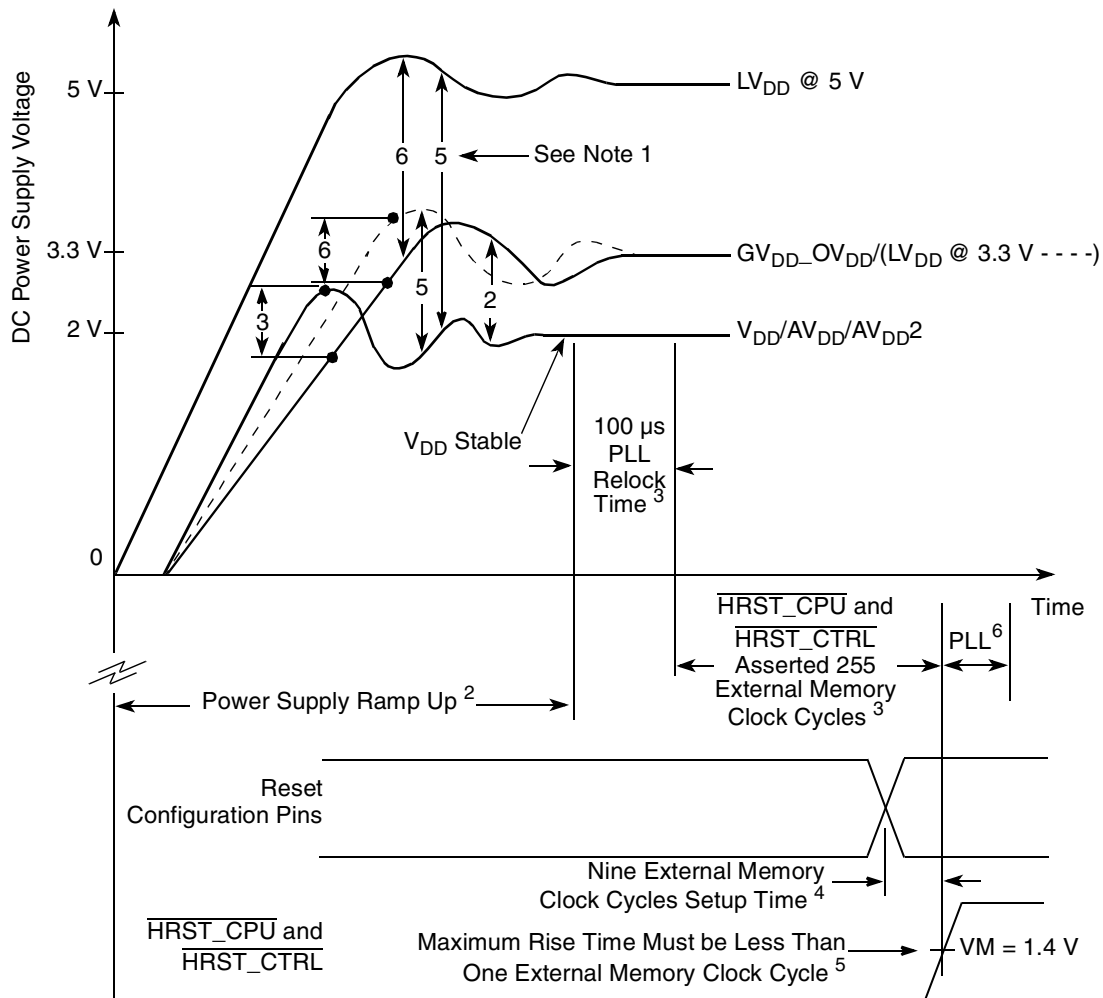 DC Power Supply Voltage
5 V
3.3 V
2 V
0
LVDD @ 5 V
6
5
See Note 1
6
3
5
2
GVDD_OVDD/(LVDD @ 3.3 V - - - -)
VDD/AVDD/AVDD2
VDD Stable
100 µs
PLL
Relock
Time 3
Time
HRST_CPU and
HRST_CTRL
Asserted 255
External Memory
Clock Cycles 3
PLL6
Power Supply Ramp Up 2
Reset
Configuration Pins
Nine External Memory
Clock Cycles Setup Time 4
HRST_CPU and
HRST_CTRL
Maximum Rise Time Must be Less Than
One External Memory Clock Cycle 5
VM = 1.4 V